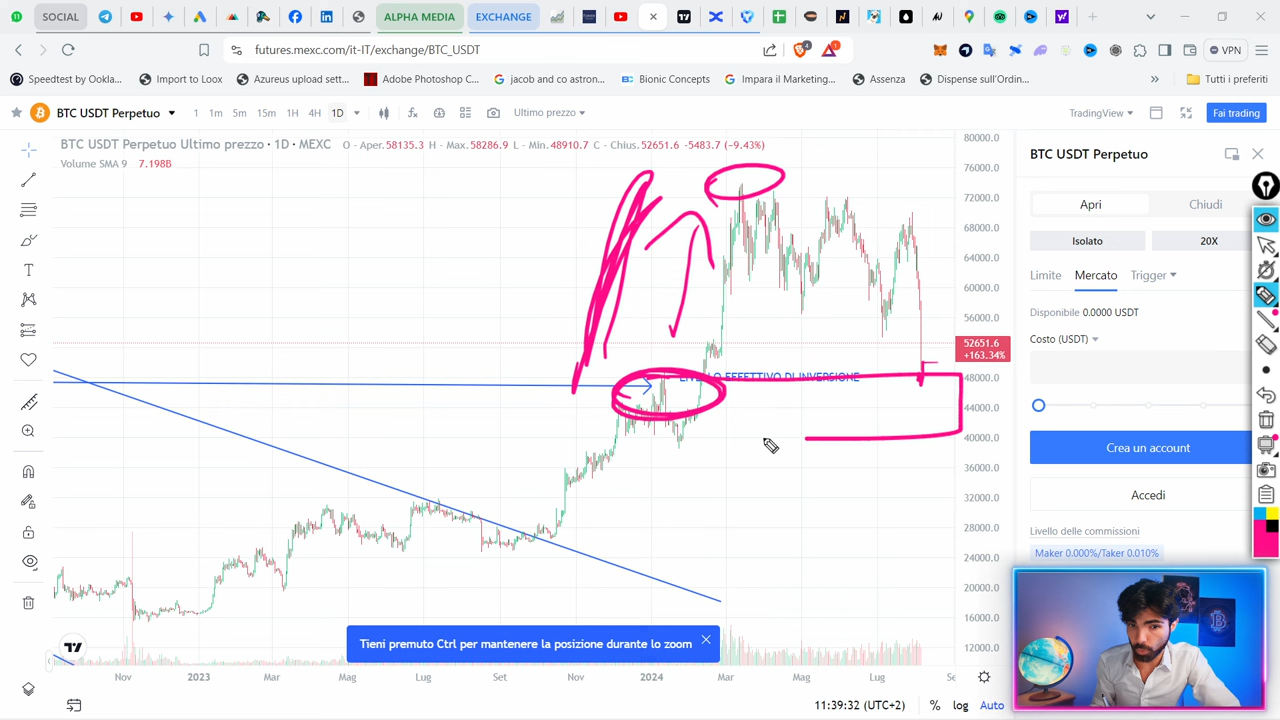 SOCIAL
ALPHA MEDIA
EXCHANGE
futures.mexc.com/it-IT/exchange/BTC_USDT
VPN
Speedtest by Ookla...
Import to Loox
Azureus upload sett...
Adobe Photoshop C...
jacob and co astron...
Bionic Concepts
Impara il Marketing...
Assenza
Dispense sull'Ordin...
Tutti i preferiti
BTC USDT Perpetuo
1
1m
5m
15m
1H
4H
1D
Ultimo prezzo
TradingView
Fai trading
BTC USDT Perpetuo Ultimo prezzo · 1D · MEXC
O - Aper. 58135.3 H - Max. 58286.9 L - Min. 48910.7 C - Chius. 52651.6 -5483.7 (-9.43%)
Volume SMA 9 7.198B
80000.0
76000.0
72000.0
68000.0
64000.0
60000.0
56000.0
52651.6
+163.34%
48000.0
44000.0
40000.0
36000.0
32000.0
28000.0
24000.0
20000.0
16000.0
12000.0
LIVELLO EFFETTIVO DI INVERSIONE
Tieni premuto Ctrl per mantenere la posizione durante lo zoom
Nov
2023
Mar
Mag
Lug
Set
Nov
2024
Mar
Mag
Lug
Se
11:39:32 (UTC+2)
%
log
Auto
BTC USDT Perpetuo
Apri
Chiudi
Isolato
20X
Limite
Mercato
Trigger
Disponibile 0.0000 USDT
Costo (USDT)
Crea un account
Accedi
Livello delle commissioni
Maker 0.000%/Taker 0.010%